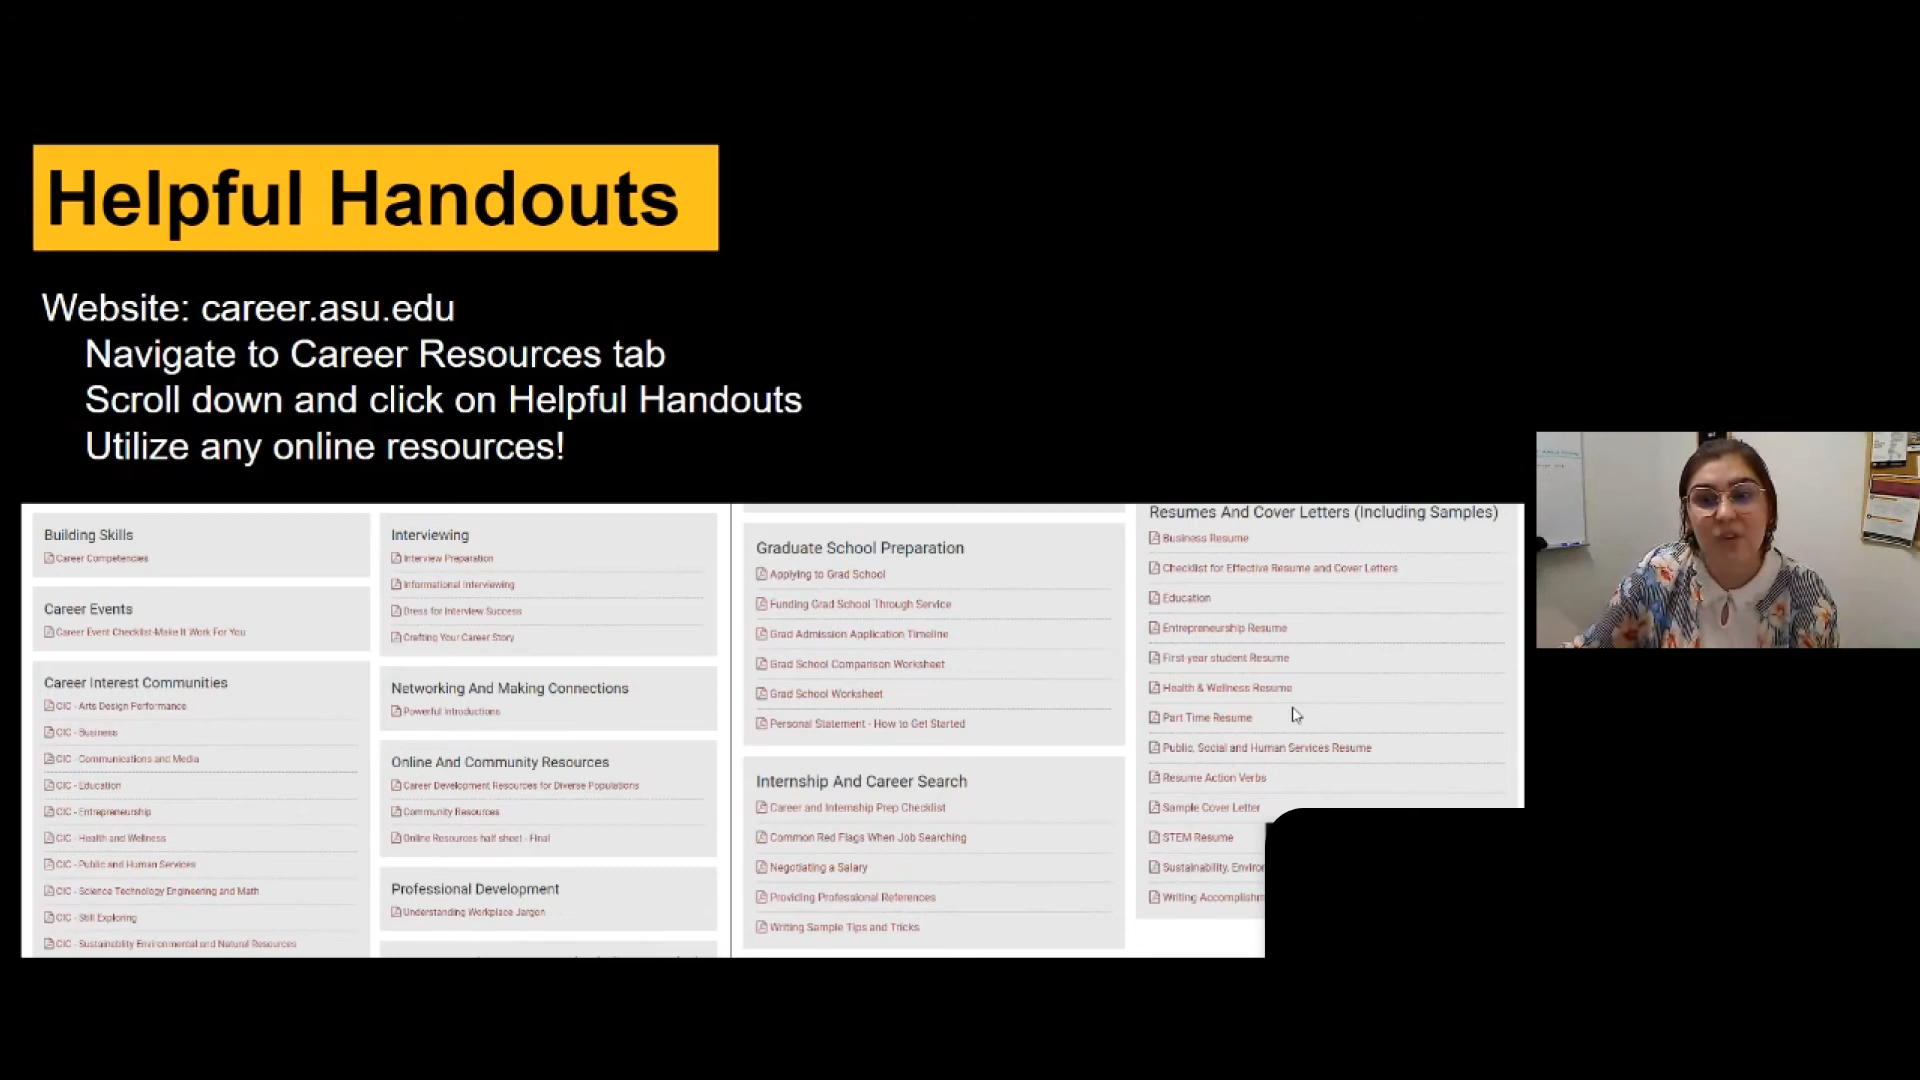 Helpful Handouts
Website: career.asu.edu
Navigate to Career Resources tab
Scroll down and click on Helpful Handouts
Utilize any online resources!
Building Skills
Career Competencies
Career Events
Career Event Checklist-Make It Work For You
Career Interest Communities
CIC - Arts Design Performance
CIC - Business
CIC - Communications and Media
CIC - Education
CIC - Entrepreneurship
CIC - Health and Wellness
CIC - Public and Human Services
CIC - Science Technology Engineering and Math
CIC - Still Exploring
CIC - Sustainability Environmental and Natural Resources
Interviewing
Interview Preparation
Informational Interviewing
Dress for Interview Success
Crafting Your Career Story
Networking And Making Connections
Powerful Introductions
Online And Community Resources
Career Development Resources for Diverse Populations
Community Resources
Online Resources half sheet - Final
Professional Development
Understanding Workplace Jargon
Graduate School Preparation
Applying to Grad School
Funding Grad School Through Service
Grad Admission Application Timeline
Grad School Comparison Worksheet
Grad School Worksheet
Personal Statement - How to Get Started
Internship And Career Search
Career and Internship Prep Checklist
Common Red Flags When Job Searching
Negotiating a Salary
Providing Professional References
Writing Sample Tips and Tricks
Resumes And Cover Letters (Including Samples)
Business Resume
Checklist for Effective Resume and Cover Letters
Education
Entrepreneurship Resume
First-year student Resume
Health & Wellness Resume
Part Time Resume
Public, Social and Human Services Resume
Resume Action Verbs
Sample Cover Letter
STEM Resume
Sustainability, Environ
Writing Accomplishm